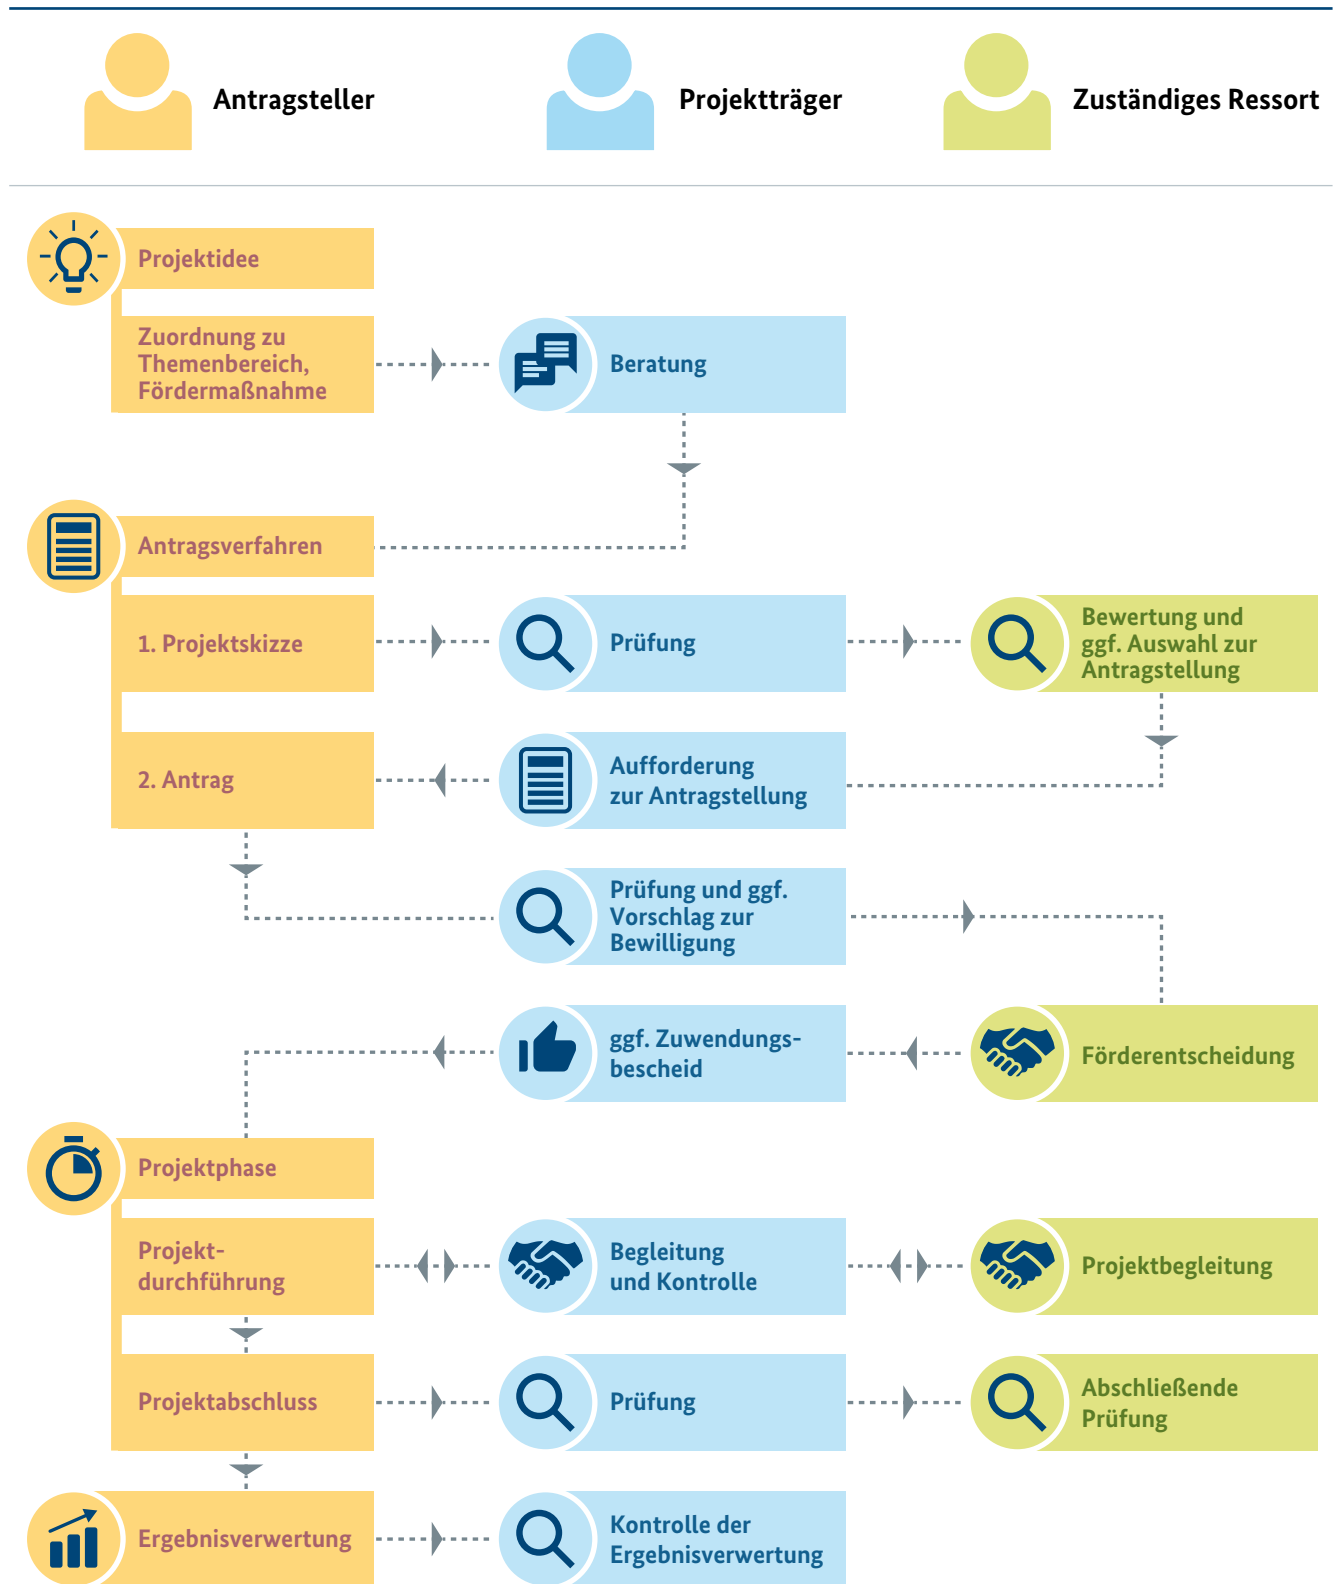 Antragsteller
Projektträger
Zuständiges Ressort
Projektidee
Zuordnung zu
Themenbereich,
Fördermaßnahme
Beratung
Antragsverfahren
1. Projektskizze
Prüfung
Bewertung und
ggf. Auswahl zur
Antragstellung
2. Antrag
Aufforderung
zur Antragstellung
Prüfung und ggf.
Vorschlag zur
Bewilligung
ggf. Zuwendungs-
bescheid
Förderentscheidung
Projektphase
Projekt-
durchführung
Begleitung
und Kontrolle
Projektbegleitung
Projektabschluss
Prüfung
Abschließende
Prüfung
Ergebnisverwertung
Kontrolle der
Ergebnisverwertung